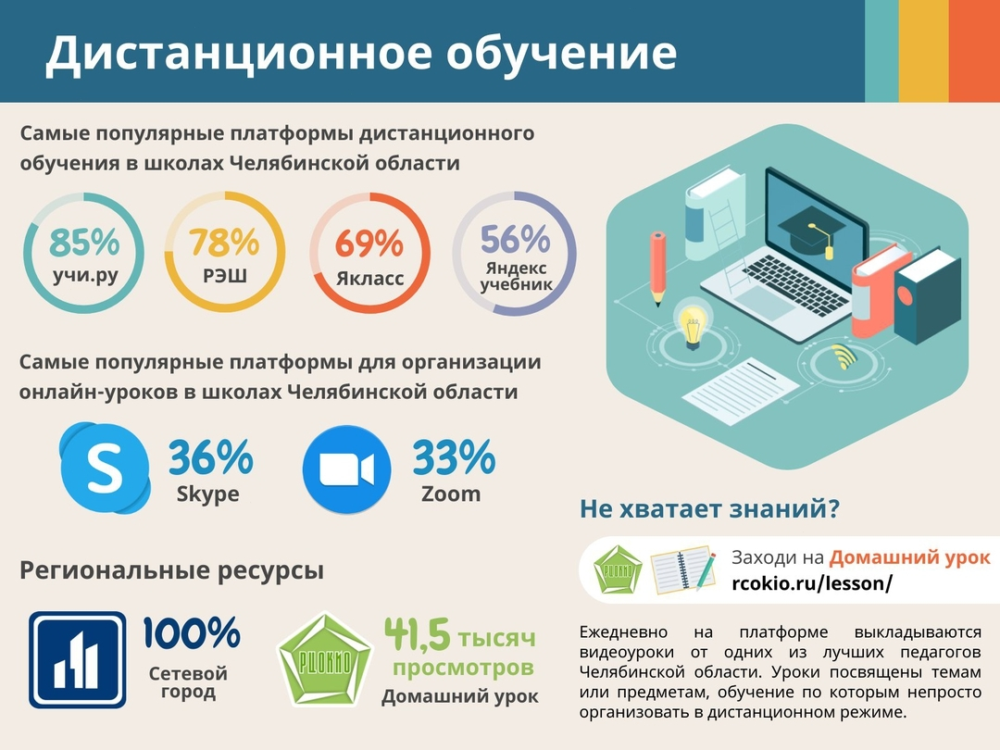 Дистанционное обучение
Самые популярные платформы дистанционного
обучения в школах Челябинской области
85%
учи.ру
78%
РЭШ
69%
Якласс
56%
Яндекс
учебник
Самые популярные платформы для организации
онлайн-уроков в школах Челябинской области
S
36%
Skype
33%
Zoom
Региональные ресурсы
100%
Сетевой
город
РЦОКИО
41,5 тысяч
просмотров
Домашний урок
Не хватает знаний?
РЦОКИО
Заходи на Домашний урок
rcokio.ru/lesson/
Ежедневно на платформе выкладываются
видеоуроки от одних из лучших педагогов
Челябинской области. Уроки посвящены темам
или предметам, обучение по которым непросто
организовать в дистанционном режиме.